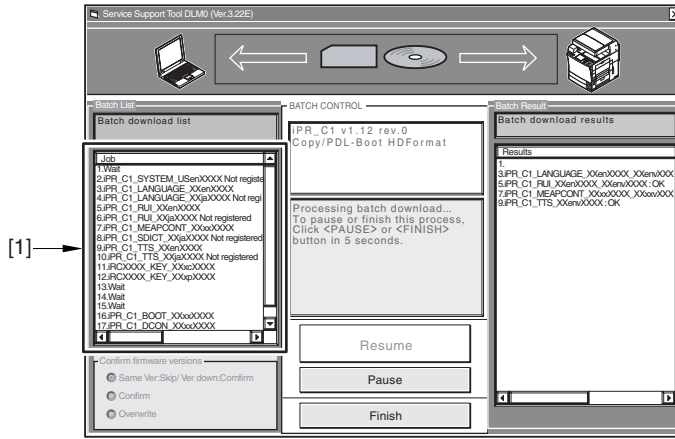 Service Support Tool DLM0 (Ver.3.22E)
Batch List
Batch download list
Job
1.Wait
2.iPR_C1_SYSTEM_USenXXXX Not registe
3.iPR_C1_LANGUAGE_XXenXXXX
4.iPR_C1_LANGUAGE_XXjaXXXX Not regi
5.iPR_C1_RUI_XXenXXXX
6.iPR_C1_RUI_XXjaXXXX Not registered
7.iPR_C1_MEAPCONT_XXxxXXXX
8.iPR_C1_SDICT_XXjaXXXX Not registered
9.iPR_C1_TTS_XXenXXXX
10.iPR_C1_TTS_XXjaXXXX Not registered
11.iRCXXXX_KEY_XXxcXXXX
12.iRCXXXX_KEY_XXxpXXXX
13.Wait
14.Wait
15.Wait
16.iPR_C1_BOOT_XXxxXXXX
17.iPR_C1_DCON_XXxxXXXX
[1]
Confirm firmware versions
Same Ver:Skip/ Ver down:Comfirm
Confirm
Overwrite
BATCH CONTROL
iPR_C1 v1.12 rev.0
Copy/PDL-Boot HDFormat
Processing batch download...
To pause or finish this process,
Click <PAUSE> or <FINISH>
button in 5 seconds.
Resume
Pause
Finish
Batch Result
Batch download results
Results
1.
3.iPR_C1_LANGUAGE_XXenXXXX_XXenvXXX
5.iPR_C1_RUI_XXenXXXX_XXenvXXXX : OK
7.iPR_C1_MEAPCONT_XXxxXXXX_XXxxvXXX
9.iPR_C1_TTS_XXenvXXXX : OK